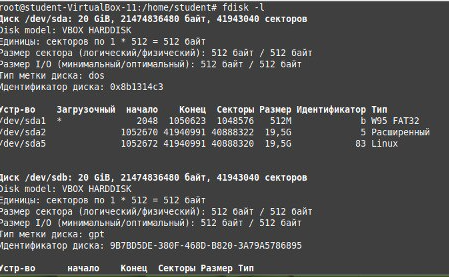 root@student-VirtualBox-11:/home/student# fdisk -l
Диск /dev/sda: 20 GiB, 21474836480 байт, 41943040 секторов
Disk model: VBOX HARDDISK
Единицы: секторов по 1 * 512 = 512 байт
Размер сектора (логический/физический): 512 байт / 512 байт
Размер I/O (минимальный/оптимальный): 512 байт / 512 байт
Тип метки диска: dos
Идентификатор диска: 0x8b1314c3
Устр-во Загрузочный начало Конец Секторы Размер Идентификатор Тип
/dev/sda1 * 2048 1050623 1048576 512M b W95 FAT32
/dev/sda2 1052670 41940991 40888322 19,5G 5 Расширенный
/dev/sda5 1052672 41940991 40888320 19,5G 83 Linux
Диск /dev/sdb: 20 GiB, 21474836480 байт, 41943040 секторов
Disk model: VBOX HARDDISK
Единицы: секторов по 1 * 512 = 512 байт
Размер сектора (логический/физический): 512 байт / 512 байт
Размер I/O (минимальный/оптимальный): 512 байт / 512 байт
Тип метки диска: gpt
Идентификатор диска: 9B7BD5DE-380F-468D-B820-3A79A5786895
Устр-во начало Конец Секторы Размер Тип